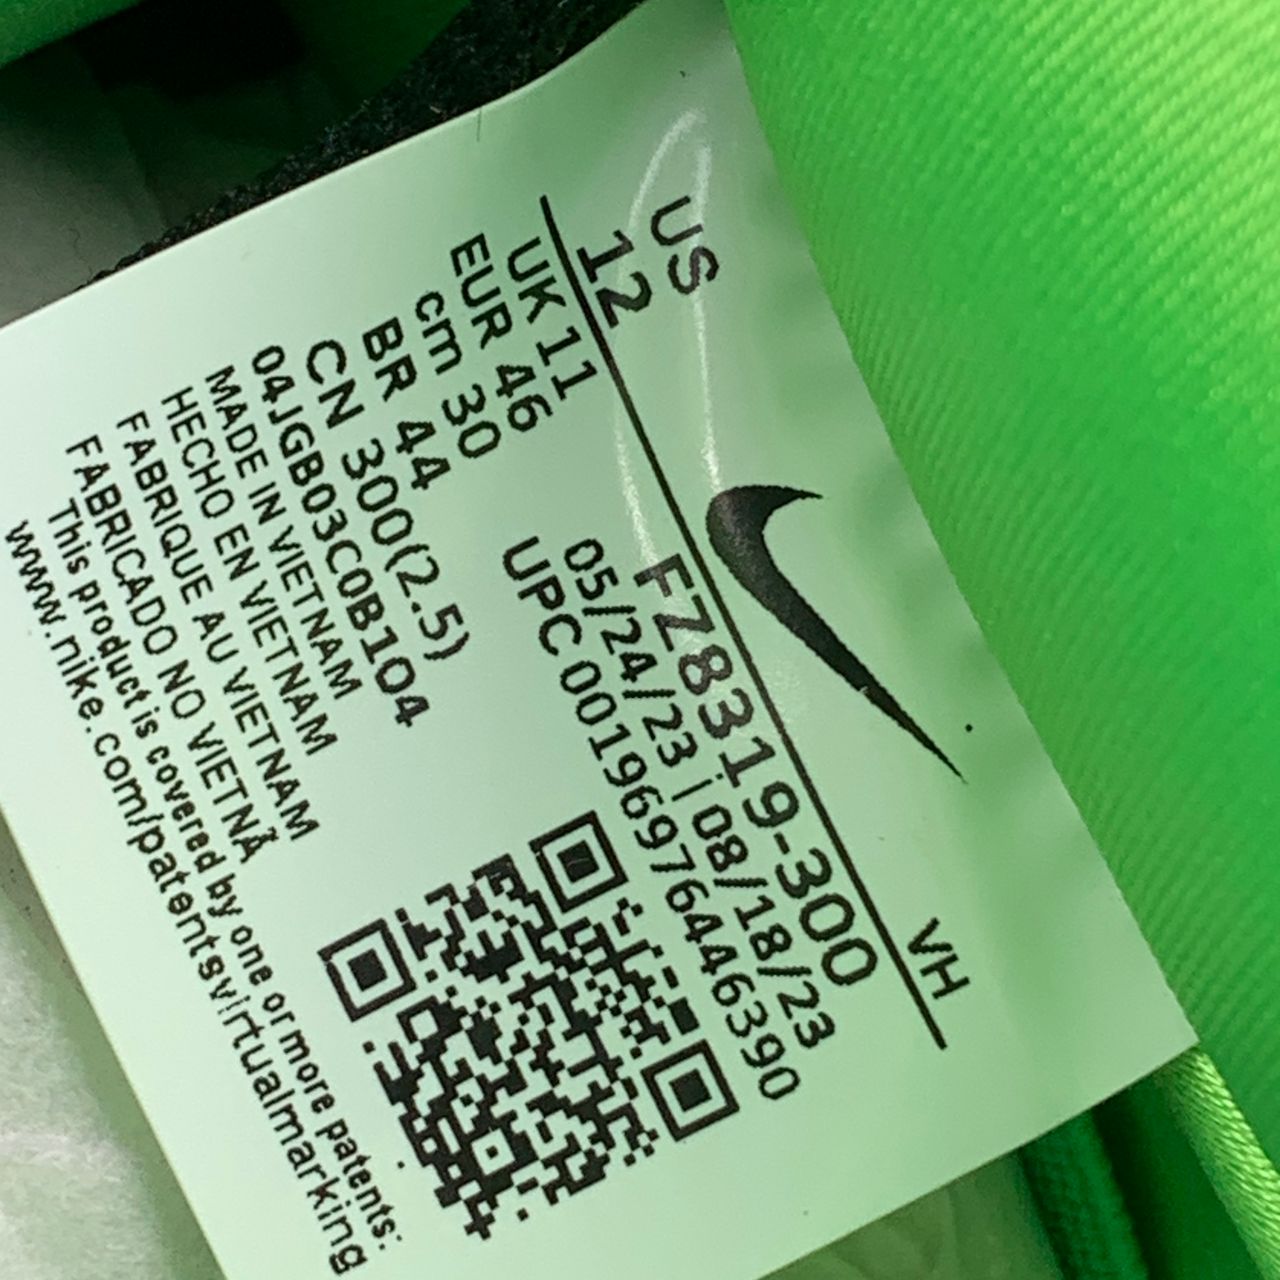 US
12
VH
UK 11
EUR 46
cm 30
BR 44
CN 300(2.5)
04JGB03C0B104
MADE IN VIETNAM
HECHO EN VIETNAM
FABRIQUE AU VIETNAM
FABRICADO NO VIETNÃ
This product is covered by one or more patents:
www.nike.com/patentsvirtualmarking
FZ8319-300
05/24/23 | 08/18/23
UPC 00196976446390